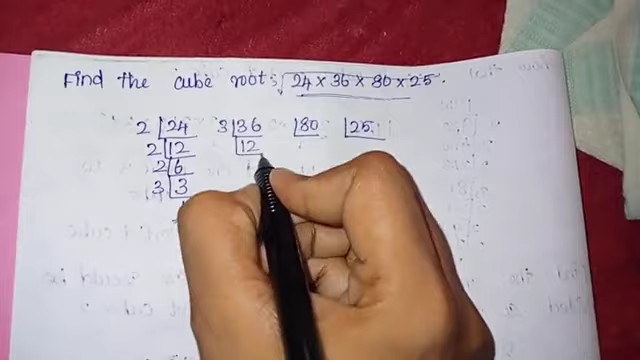 Find the cube root ∛24 × 36 × 80 × 25.
2 24 3 36 80 25
2 12 12
2 6
3 3